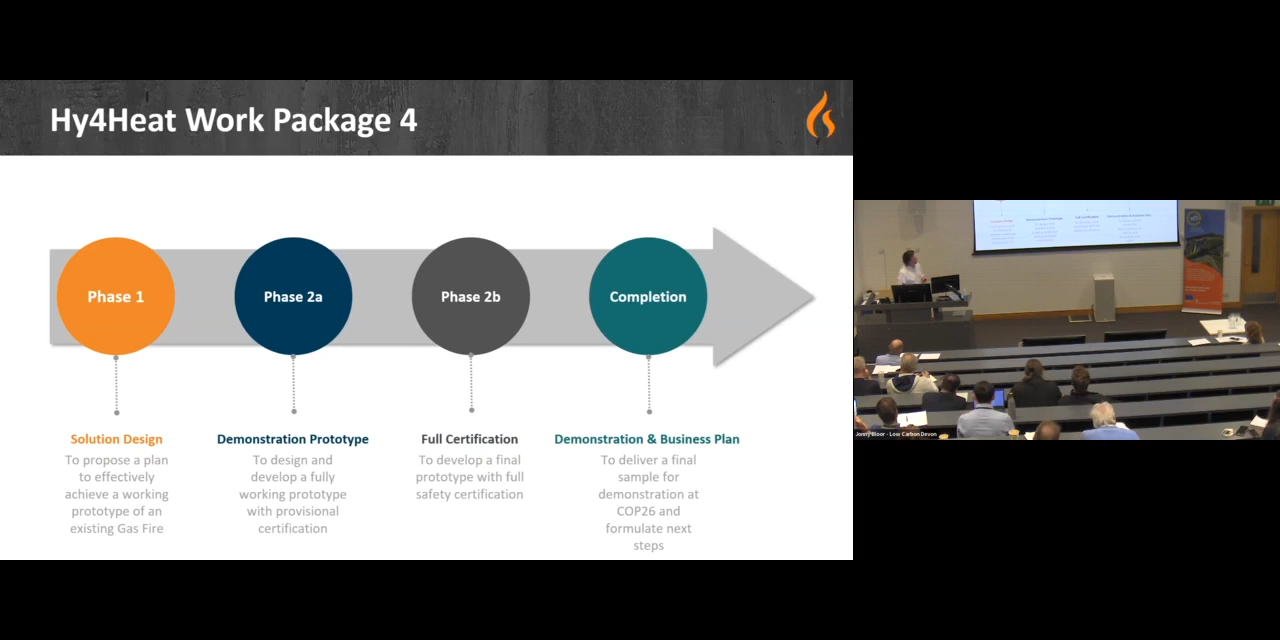 Hy4Heat Work Package 4
Phase 1
Phase 2a
Phase 2b
Completion
Solution Design
To propose a plan
to effectively
achieve a working
prototype of an
existing Gas Fire
Demonstration Prototype
To design and
develop a fully
working prototype
with provisional
certification
Full Certification
To develop a final
prototype with full
safety certification
Demonstration & Business Plan
To deliver a final
sample for
demonstration at
COP26 and
formulate next
steps
Jonny Bloor - Low Carbon Devon